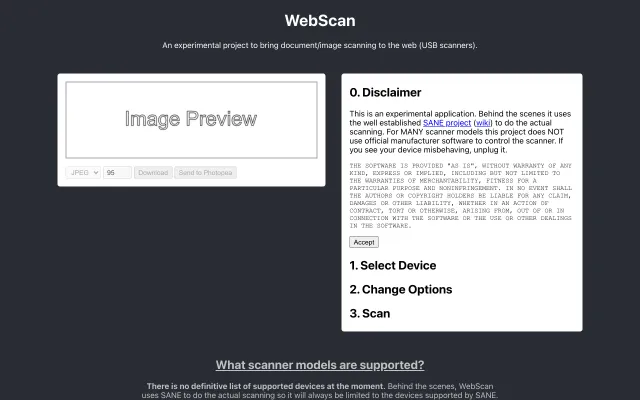 WebScan
An experimental project to bring document/image scanning to the web (USB scanners).
Image Preview
JPEG 95 Download Send to Photopea
0. Disclaimer
This is an experimental application. Behind the scenes it uses
the well established SANE project (wiki) to do the actual
scanning. For MANY scanner models this project does NOT
use official manufacturer software to control the scanner. If
you see your device misbehaving, unplug it.
THE SOFTWARE IS PROVIDED "AS IS", WITHOUT WARRANTY OF ANY
KIND, EXPRESS OR IMPLIED, INCLUDING BUT NOT LIMITED TO
THE WARRANTIES OF MERCHANTABILITY, FITNESS FOR A
PARTICULAR PURPOSE AND NONINFRINGEMENT. IN NO EVENT SHALL
THE AUTHORS OR COPYRIGHT HOLDERS BE LIABLE FOR ANY CLAIM,
DAMAGES OR OTHER LIABILITY, WHETHER IN AN ACTION OF
CONTRACT, TORT OR OTHERWISE, ARISING FROM, OUT OF OR IN
CONNECTION WITH THE SOFTWARE OR THE USE OR OTHER DEALINGS
IN THE SOFTWARE.
Accept
1. Select Device
2. Change Options
3. Scan
What scanner models are supported?
There is no definitive list of supported devices at the moment. Behind the scenes, WebScan
uses SANE to do the actual scanning so it will always be limited to the devices supported by SANE.